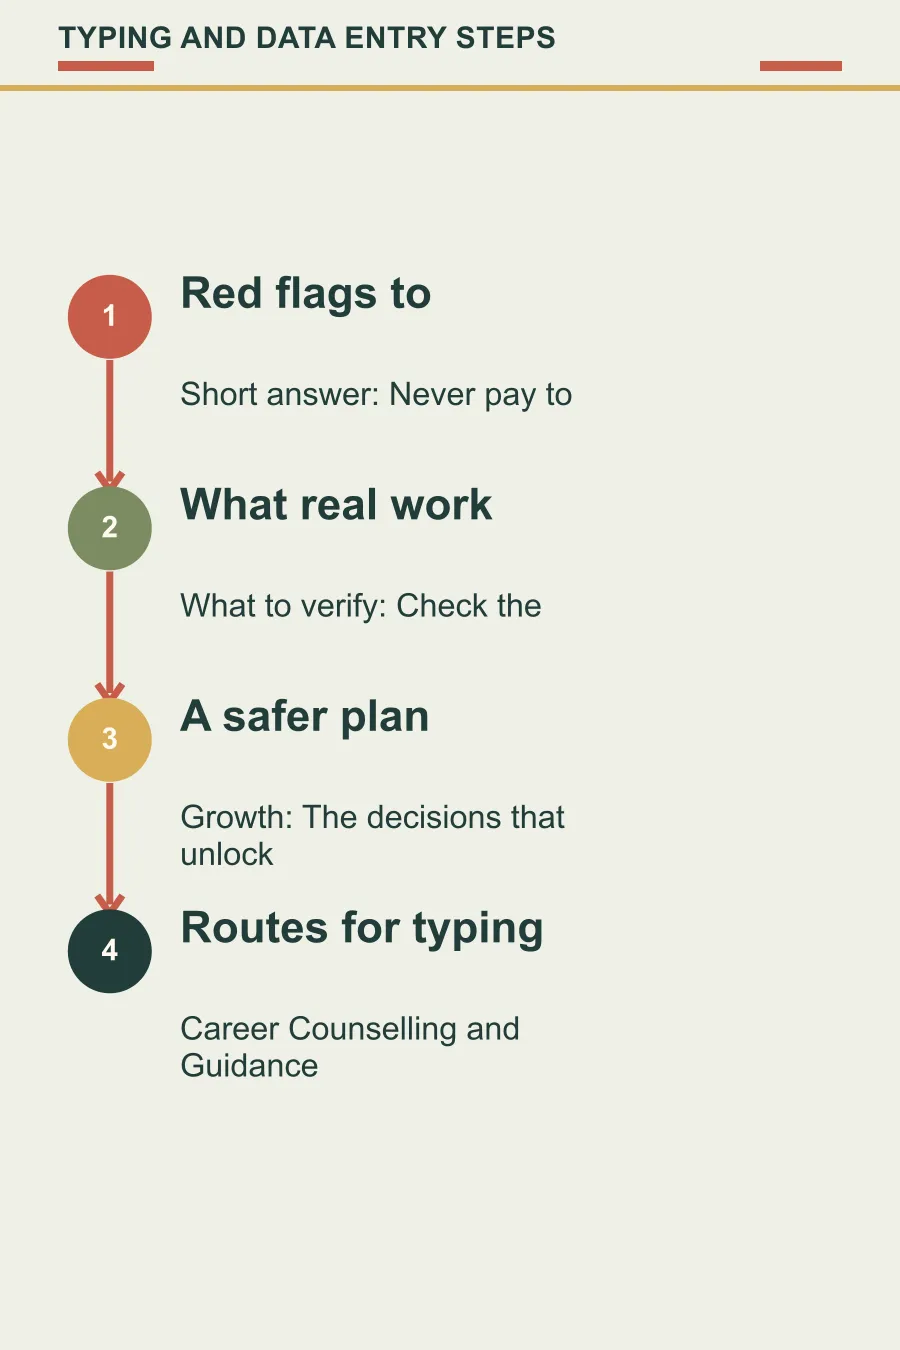 TYPING AND DATA ENTRY STEPS
1
Red flags to
Short answer: Never pay to
2
What real work
What to verify: Check the
3
A safer plan
Growth: The decisions that
unlock
4
Routes for typing
Career Counselling and
Guidance